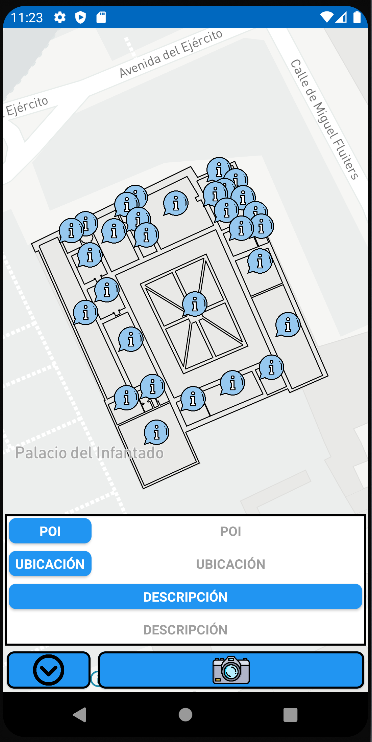 11:23
Avenida del Ejército
Ejército
Calle de Miguel Fluiters
Palacio del Infantado
POI
POI
UBICACIÓN
UBICACIÓN
DESCRIPCIÓN
DESCRIPCIÓN